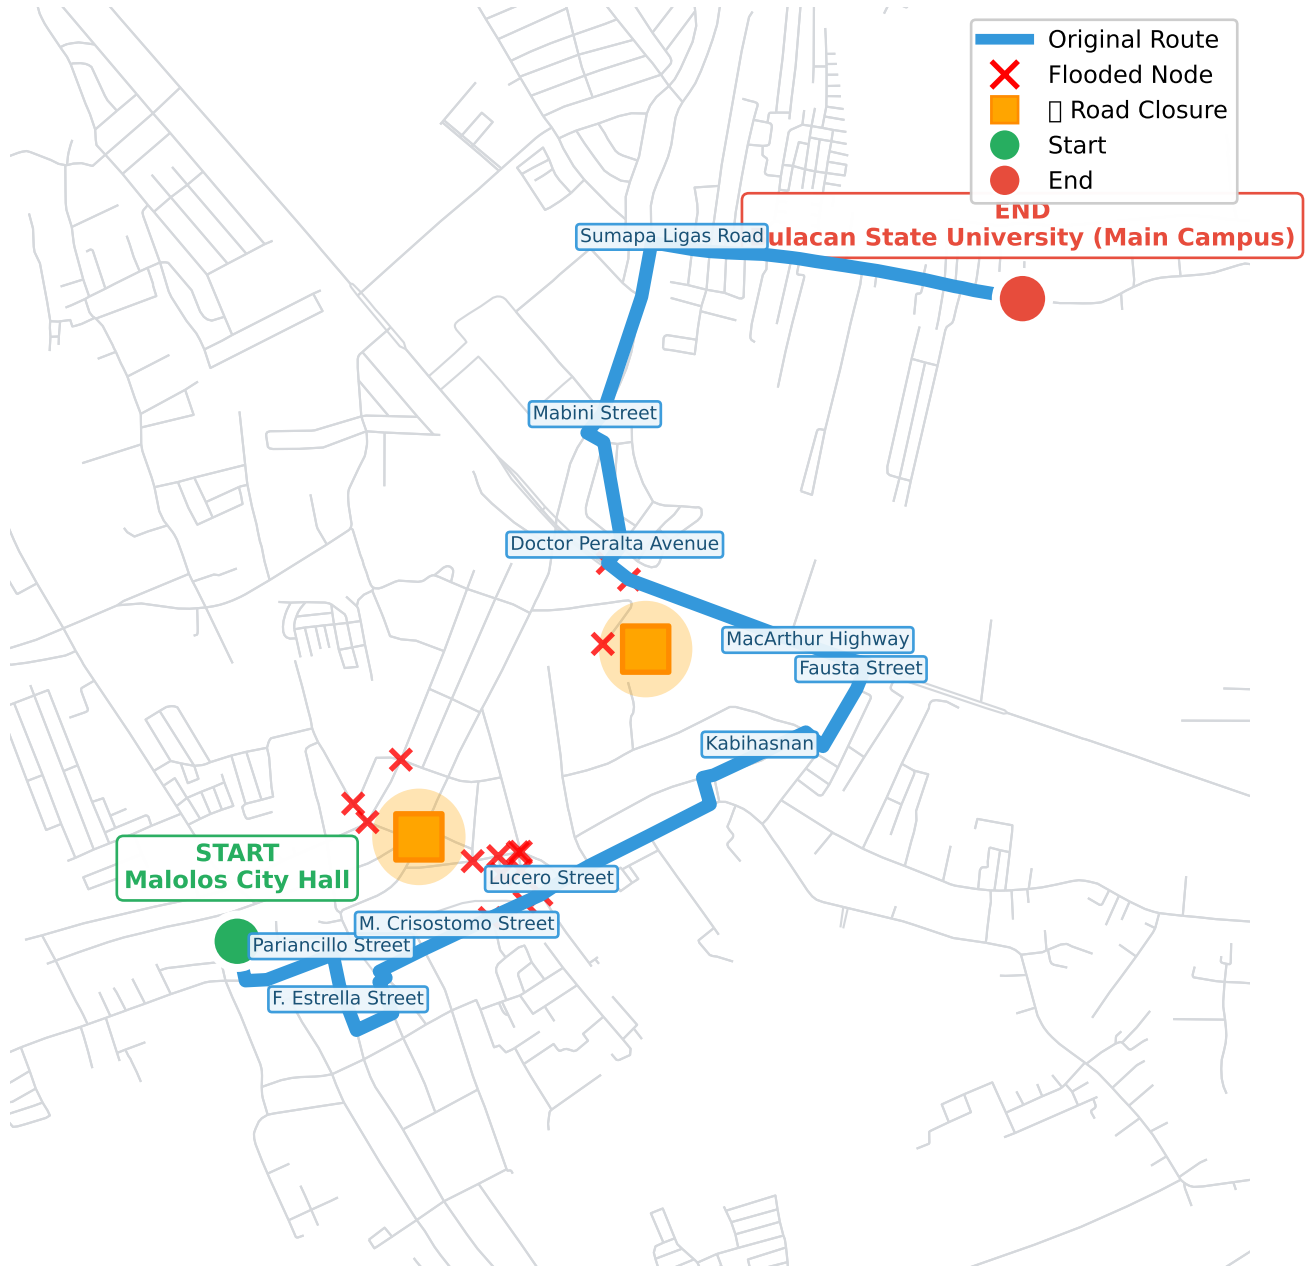 Original Route
Flooded Node
Road Closure
Start
End
END
ulacan State University (Main Campus)
Sumapa Ligas Road
Mabini Street
Doctor Peralta Avenue
MacArthur Highway
Fausta Street
Kabihasnan
START
Malolos City Hall
Lucero Street
M. Crisostomo Street
Pariancillo Street
F. Estrella Street